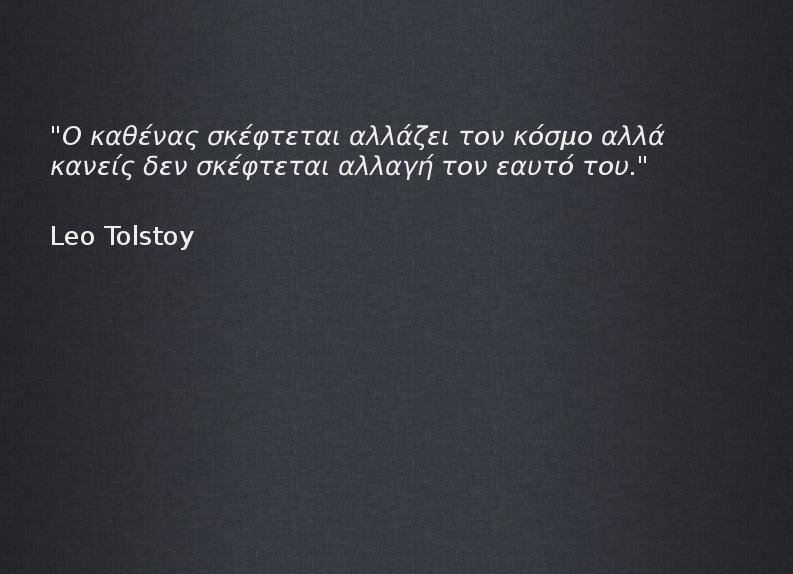 "Ο καθένας σκέφτεται αλλάζει τον κόσμο αλλά
κανείς δεν σκέφτεται αλλαγή τον εαυτό του."
Leo Tolstoy